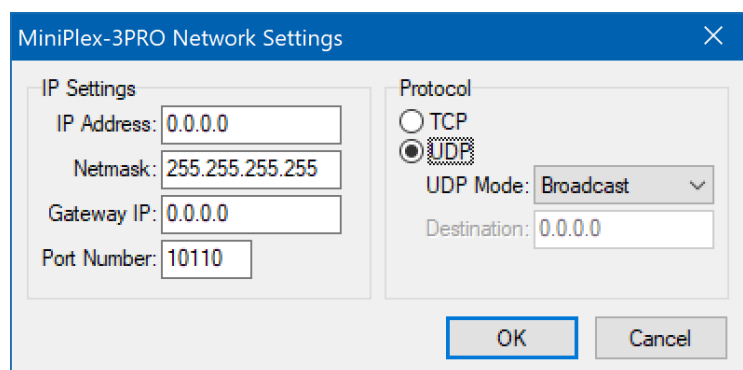 MiniPlex-3PRO Network Settings
IP Settings
IP Address: 0.0.0.0
Netmask: 255.255.255.255
Gateway IP: 0.0.0.0
Port Number: 10110
Protocol
TCP
UDP
UDP Mode: Broadcast
Destination: 0.0.0.0
OK
Cancel